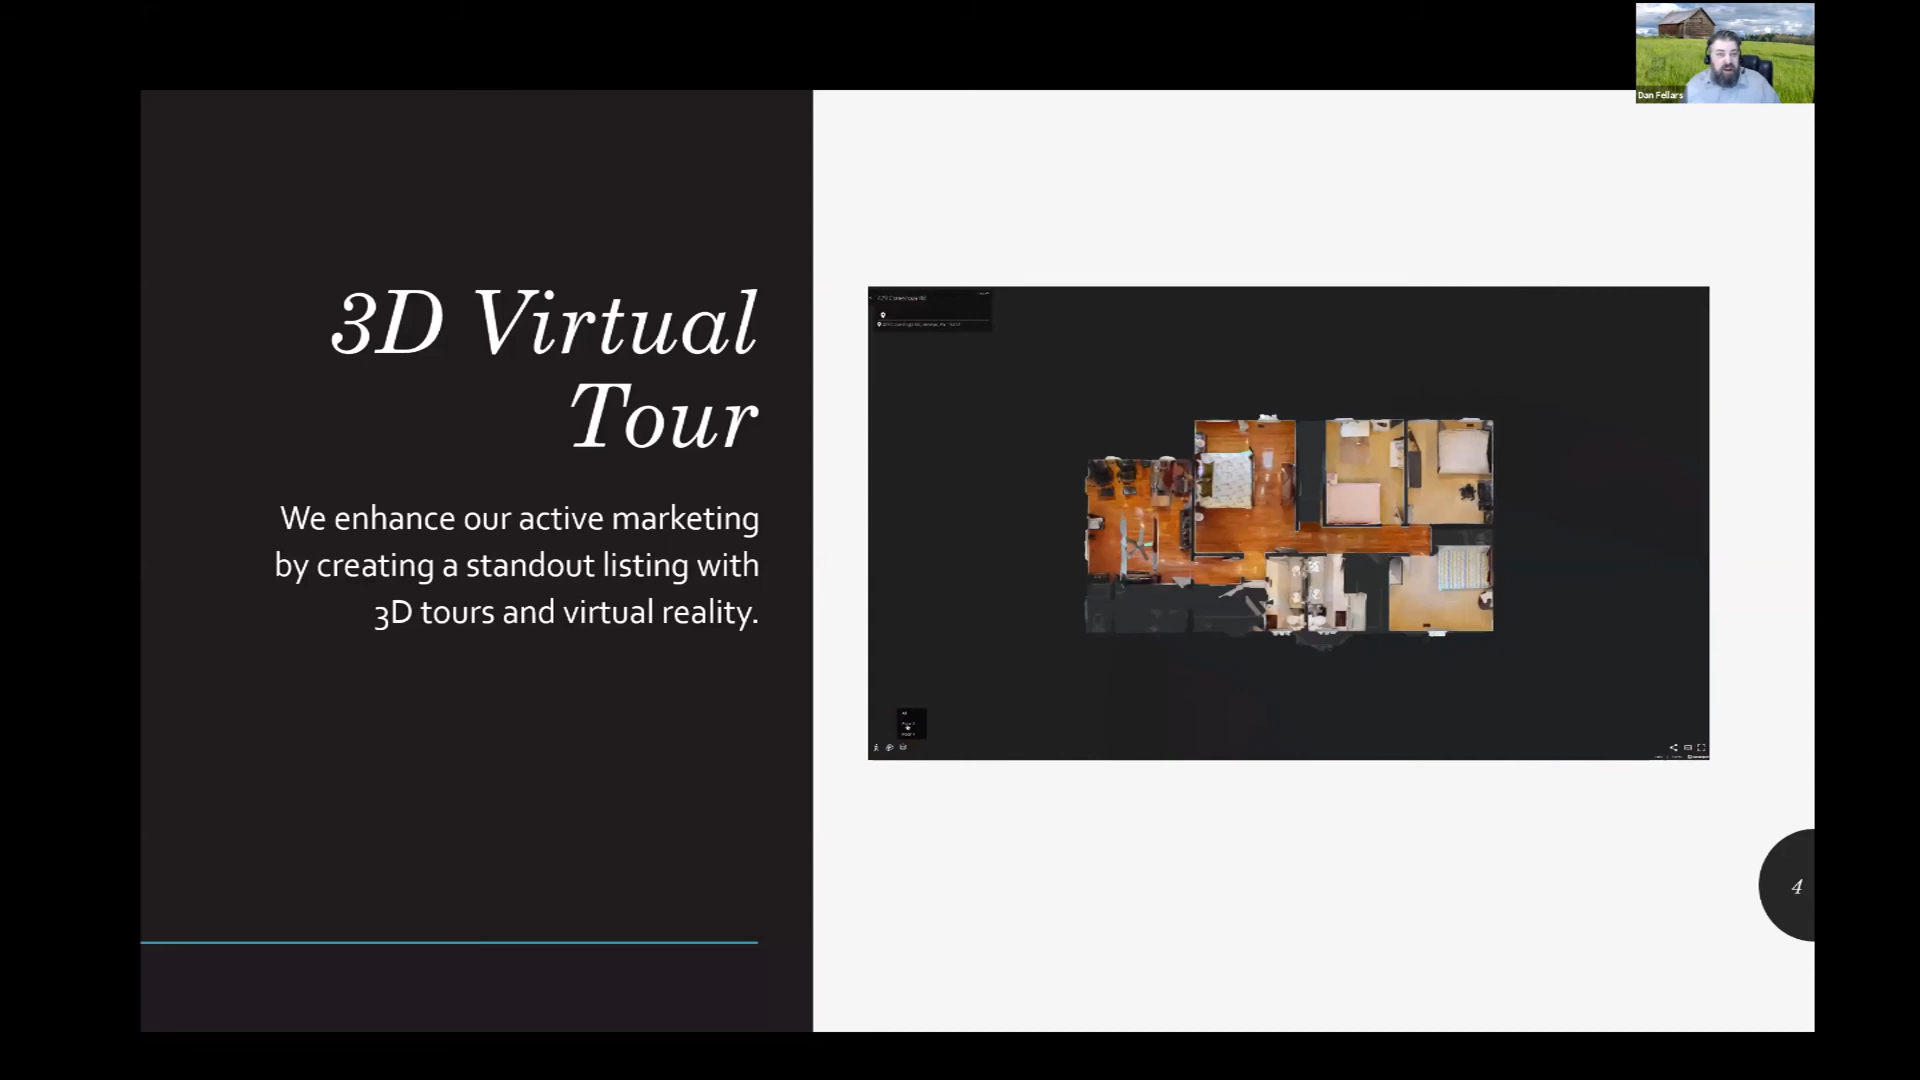 Dan Fellars
3D Virtual
Tour
We enhance our active marketing
by creating a standout listing with
3D tours and virtual reality.
4